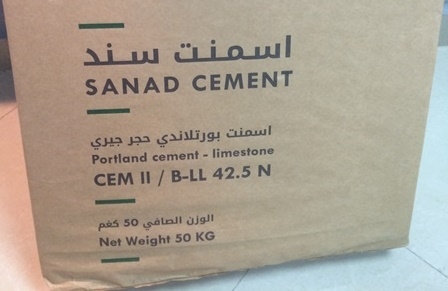 اسمنت سند
SANAD CEMENT
اسمنت بورتلاندي حجر جيري
Portland cement - limestone
CEM II / B-LL 42.5 N
الوزن الصافي 50 كغم
Net Weight 50 KG